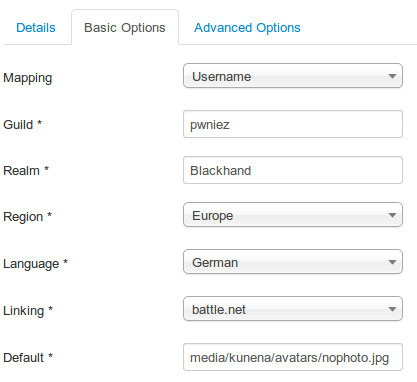 Details Basic Options Advanced Options
Mapping Username
Guild * pwniez
Realm * Blackhand
Region * Europe
Language * German
Linking * battle.net
Default * media/kunena/avatars/nophoto.jpg